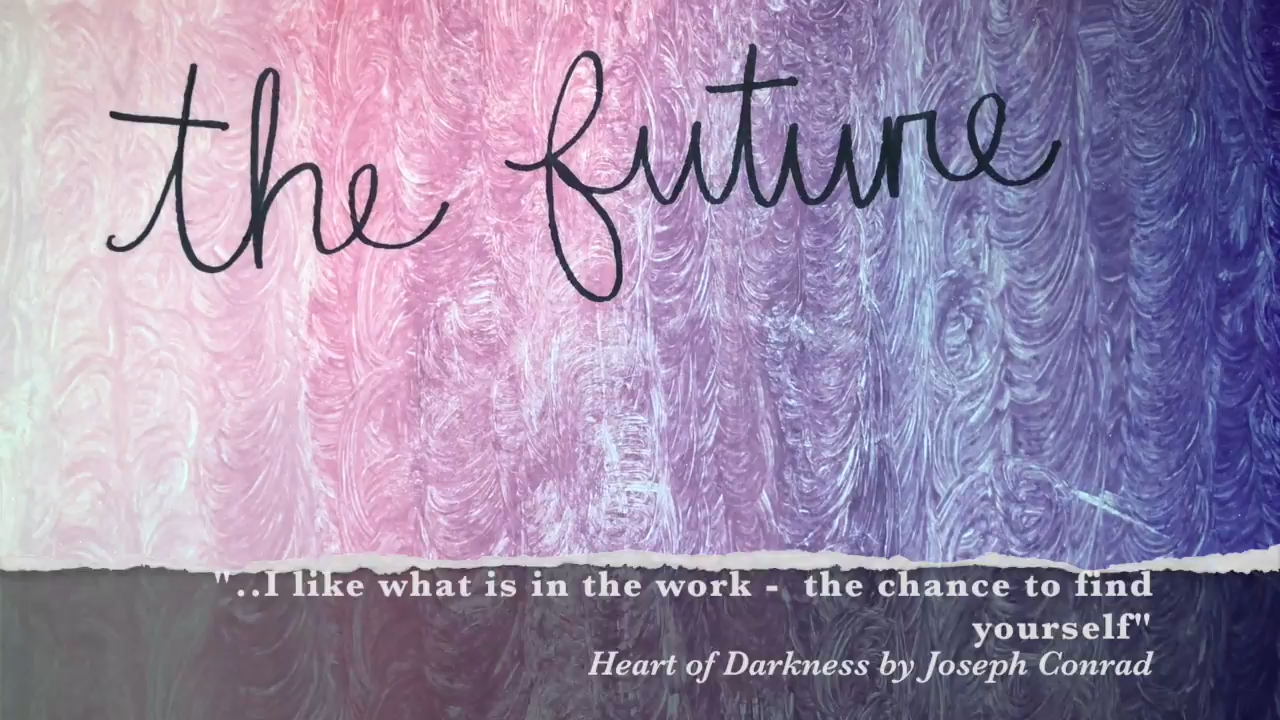 the future
"..I like what is in the work -  the chance to find
yourself"
Heart of Darkness by Joseph Conrad